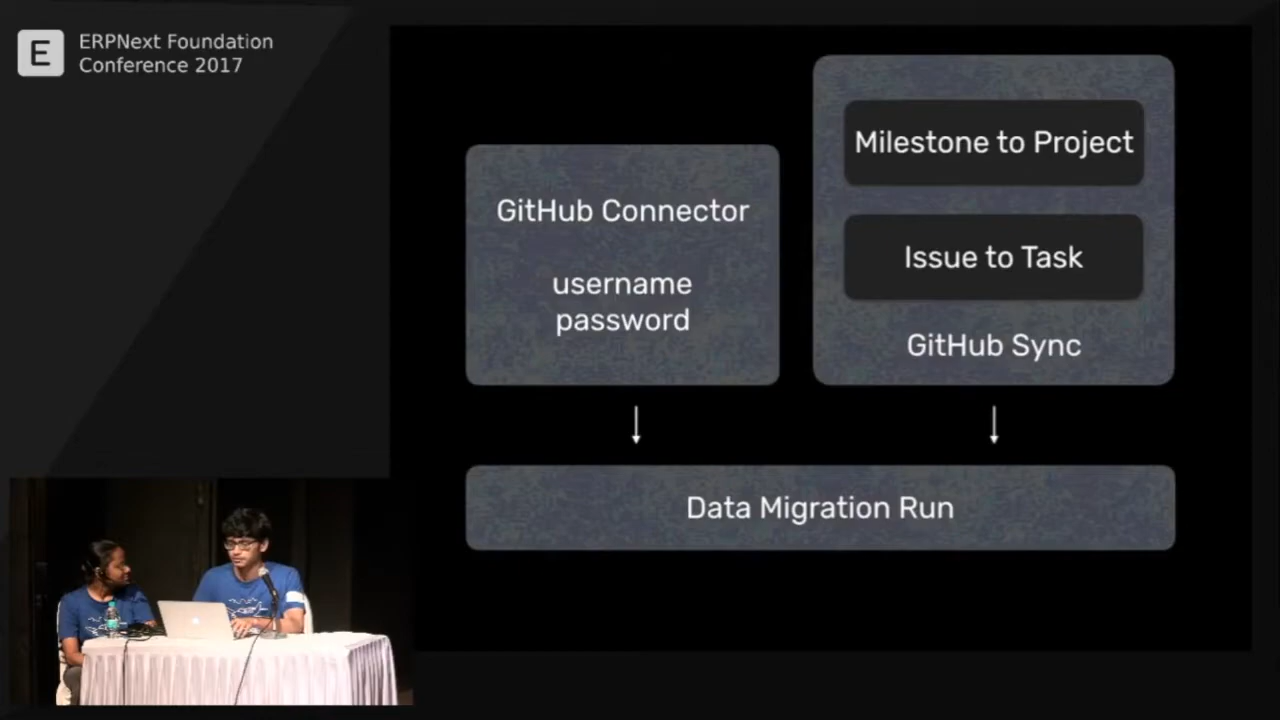 E
ERPNext Foundation
Conference 2017
GitHub Connector
username
password
Milestone to Project
Issue to Task
GitHub Sync
Data Migration Run